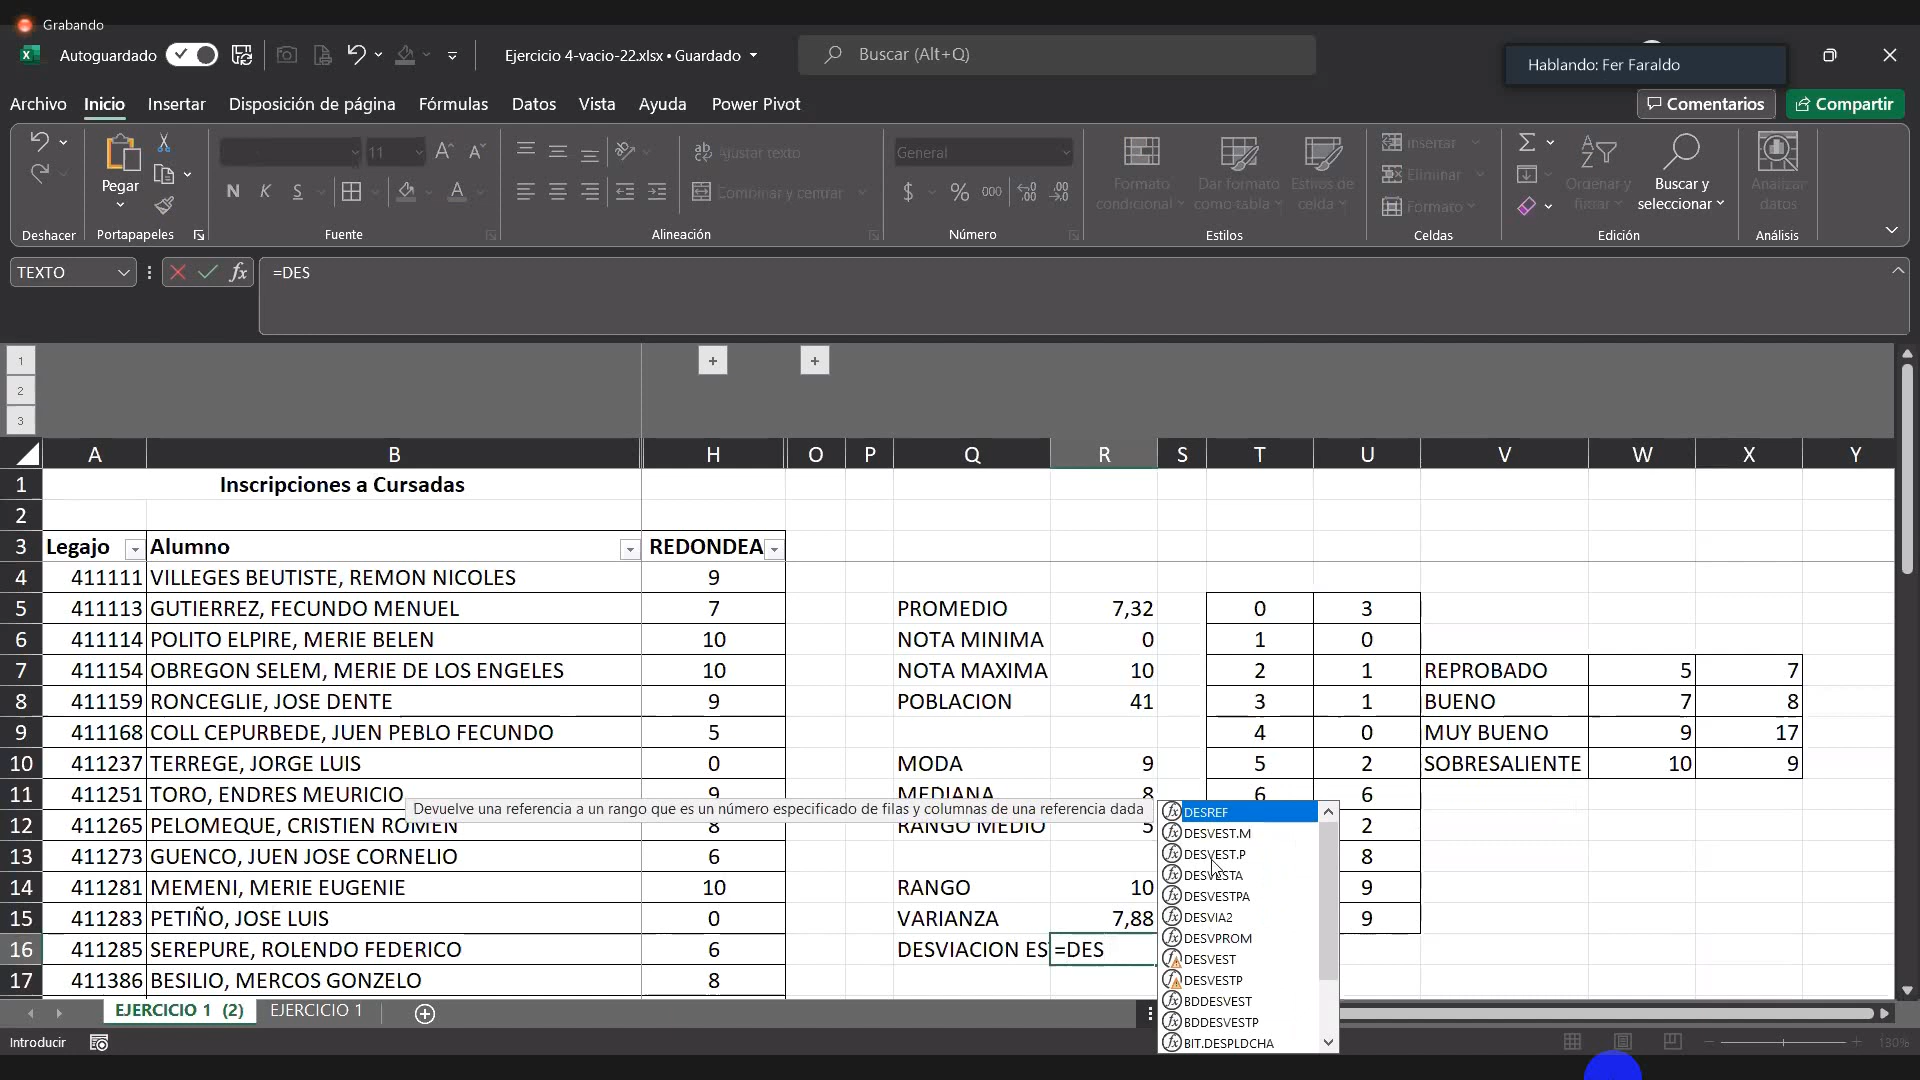 Grabando
Autoguardado
Ejercicio 4-vacio-22.xlsx • Guardado
Buscar (Alt+Q)
Hablando: Fer Faraldo
Archivo Inicio Insertar Disposición de página Fórmulas Datos Vista Ayuda Power Pivot
Comentarios Compartir
Pegar
N K S
11
Ajustar texto
Combinar y centrar
General
$ % 000
Formato condicional
Dar formato como tabla
Estilos de celda
Insertar
Eliminar
Formato
Ordenar y filtrar
Buscar y seleccionar
Analizar datos
Deshacer Portapapeles Fuente Alineación Número Estilos Celdas Edición Análisis
TEXTO fx =DES
1
2
3
A B H O P Q R S T U V W X Y
1 Inscripciones a Cursadas
2
3 Legajo Alumno REDONDEA
4 411111 VILLEGES BEUTISTE, REMON NICOLES 9
5 411113 GUTIERREZ, FECUNDO MENUEL 7 PROMEDIO 7,32 0 3
6 411114 POLITO ELPIRE, MERIE BELEN 10 NOTA MINIMA 0 1 0
7 411154 OBREGON SELEM, MERIE DE LOS ENGELES 10 NOTA MAXIMA 10 2 1 REPROBADO 5 7
8 411159 RONCEGLIE, JOSE DENTE 9 POBLACION 41 3 1 BUENO 7 8
9 411168 COLL CEPURBEDE, JUEN PEBLO FECUNDO 5 4 0 MUY BUENO 9 17
10 411237 TERREGE, JORGE LUIS 0 MODA 9 5 2 SOBRESALIENTE 10 9
11 411251 TORO, ENDRES MEURICIO 9 MEDIANA 8 6 6
12 411265 PELOMEQUE, CRISTIEN ROMEN 8 RANGO MEDIO 5 2
13 411273 GUENCO, JUEN JOSE CORNELIO 6 8
14 411281 MEMENI, MERIE EUGENIE 10 RANGO 10 9
15 411283 PETIÑO, JOSE LUIS 0 VARIANZA 7,88 9
16 411285 SEREPURE, ROLENDO FEDERICO 6 DESVIACION ES =DES
17 411386 BESILIO, MERCOS GONZELO 8
Devuelve una referencia a un rango que es un número especificado de filas y columnas de una referencia dada
DESREF
DESVEST.M
DESVEST.P
DESVESTA
DESVESTPA
DESVIA2
DESVPROM
DESVEST
DESVESTP
BDDESVEST
BDDESVESTP
BIT.DESPLDCHA
EJERCICIO 1 (2) EJERCICIO 1
Introducir
130%